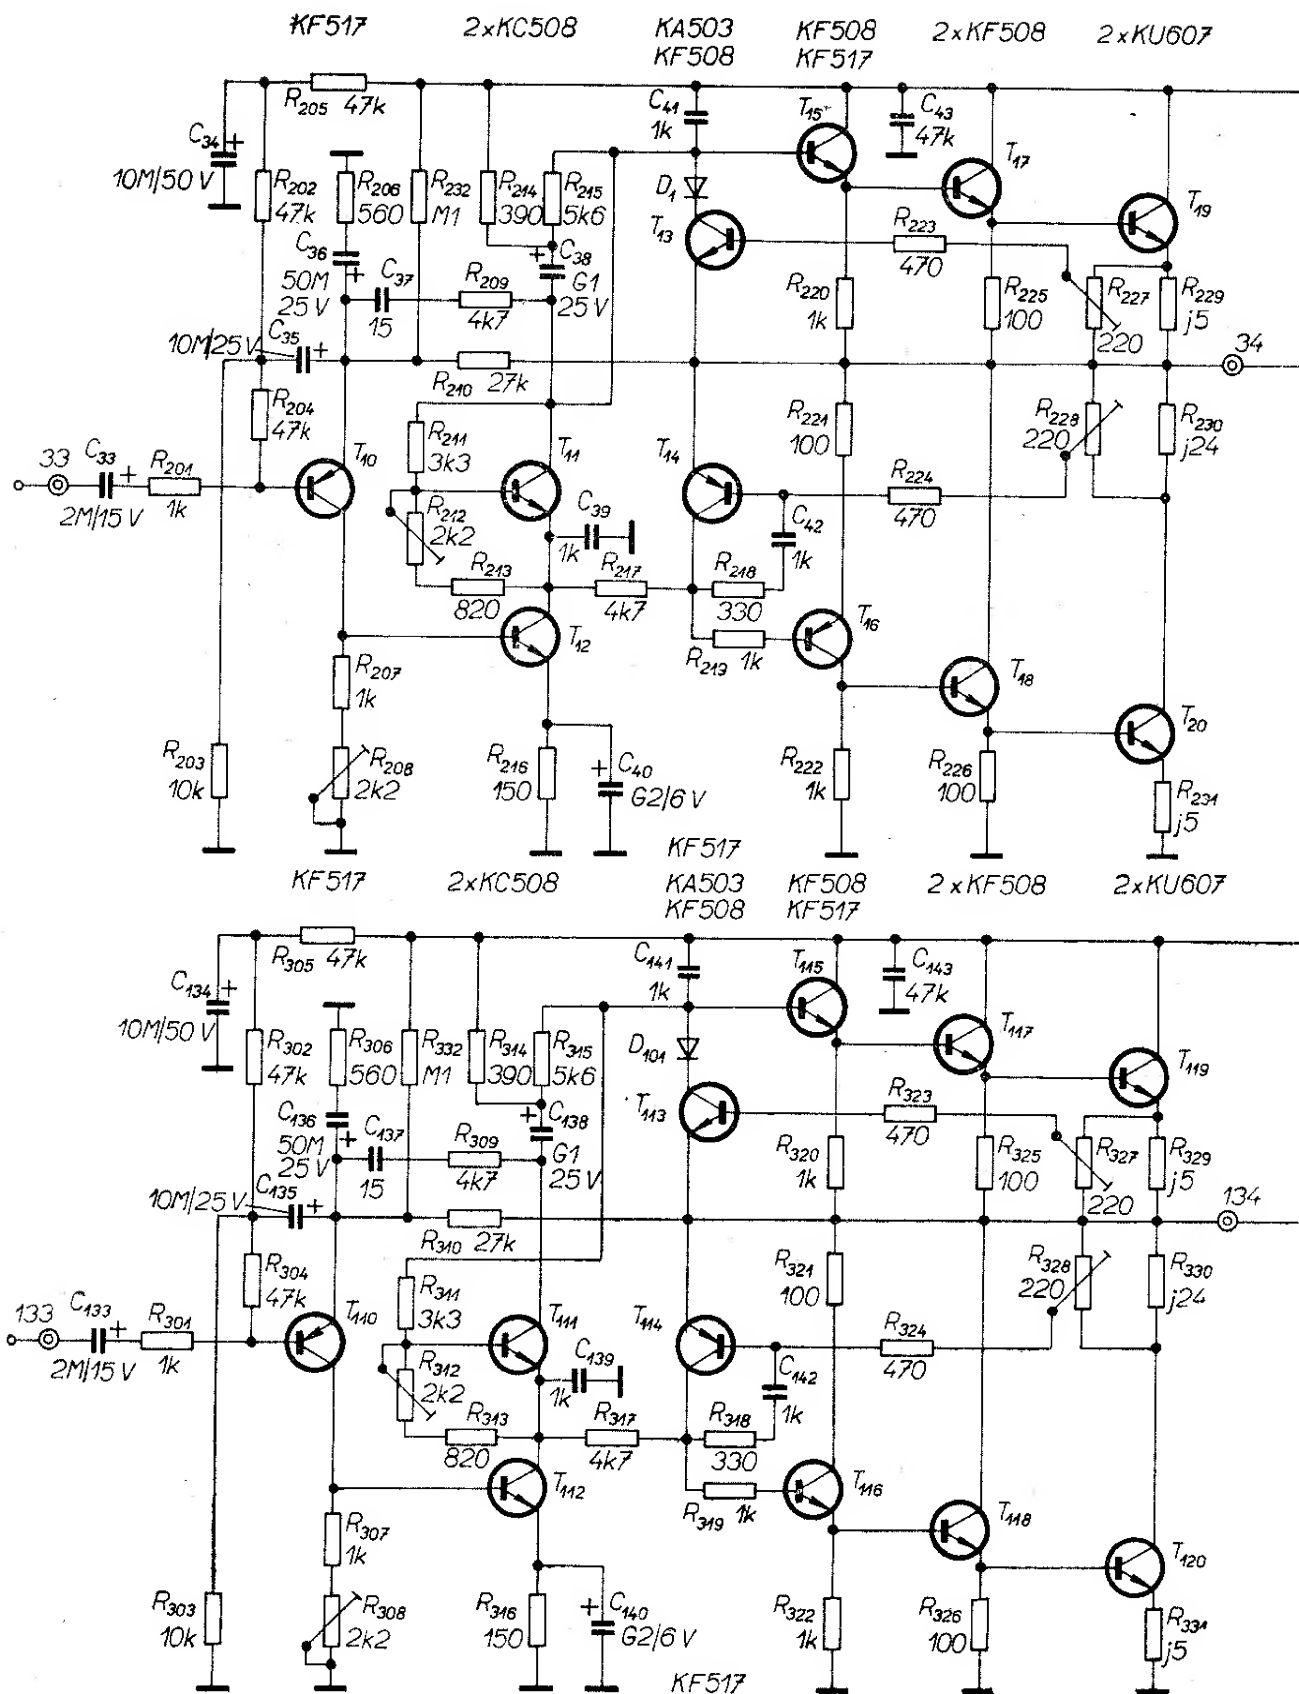 KF517 2xKC508 KA503 KF508 2xKF508 2xKU607
KF508 KF517
R205 47k
C41
1k
T15
C43
47k
C34 +
10M/50V
R202
47k
R206
560
R232
M1
R214
390
R215
5k6
D1
T17
T19
T13
R223
470
C36
50M
25V
+
C37
15
R209
4k7
+ C38
G1
25V
R220
1k
R225
100
R227
220
R229
j5
10M/25V
C35
+
34
R210 27k
R204
47k
R211
3k3
R221
100
R228
220
R230
j24
33
C33
+
2M/15V
R201
1k
T10
T11
T14
R224
470
R212
2k2
C39
1k
C42
1k
R213
820
R217
4k7
R218
330
T12
T16
R219 1k
R207
1k
T18
T20
R203
10k
R208
2k2
R216
150
+ C40
G2/6V
R222
1k
R226
100
R231
j5
KF517
KF517 2xKC508 KA503 KF508 2xKF508 2xKU607
KF508 KF517
R305 47k
C141
1k
T115
C143
47k
C134 +
10M/50V
R302
47k
R306
560
R332
M1
R314
390
R315
5k6
D101
T117
T119
T113
R323
470
C136
50M
25V
+
C137
15
R309
4k7
+ C138
G1
25V
R320
1k
R325
100
R327
220
R329
j5
10M/25V
C135
+
134
R310 27k
R304
47k
R311
3k3
R321
100
R328
220
R330
j24
133
C133
+
2M/15V
R301
1k
T110
T111
T114
R324
470
R312
2k2
C139
1k
C142
1k
R313
820
R317
4k7
R318
330
T112
T116
R319 1k
R307
1k
T118
T120
R303
10k
R308
2k2
R316
150
+ C140
G2/6V
R322
1k
R326
100
R331
j5
KF517